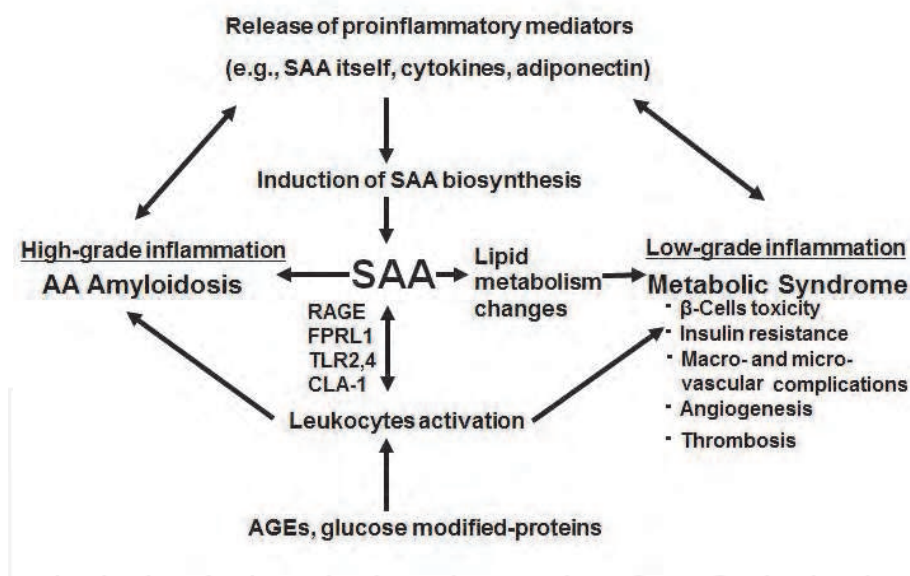 Release of proinflammatory mediators
(e.g., SAA itself, cytokines, adiponectin)
Induction of SAA biosynthesis
High-grade inflammation
AA Amyloidosis
SAA
Lipid
metabolism
changes
Low-grade inflammation
Metabolic Syndrome
· β-Cells toxicity
· Insulin resistance
· Macro- and micro-
vascular complications
· Angiogenesis
· Thrombosis
RAGE
FPRL1
TLR2,4
CLA-1
Leukocytes activation
AGEs, glucose modified-proteins